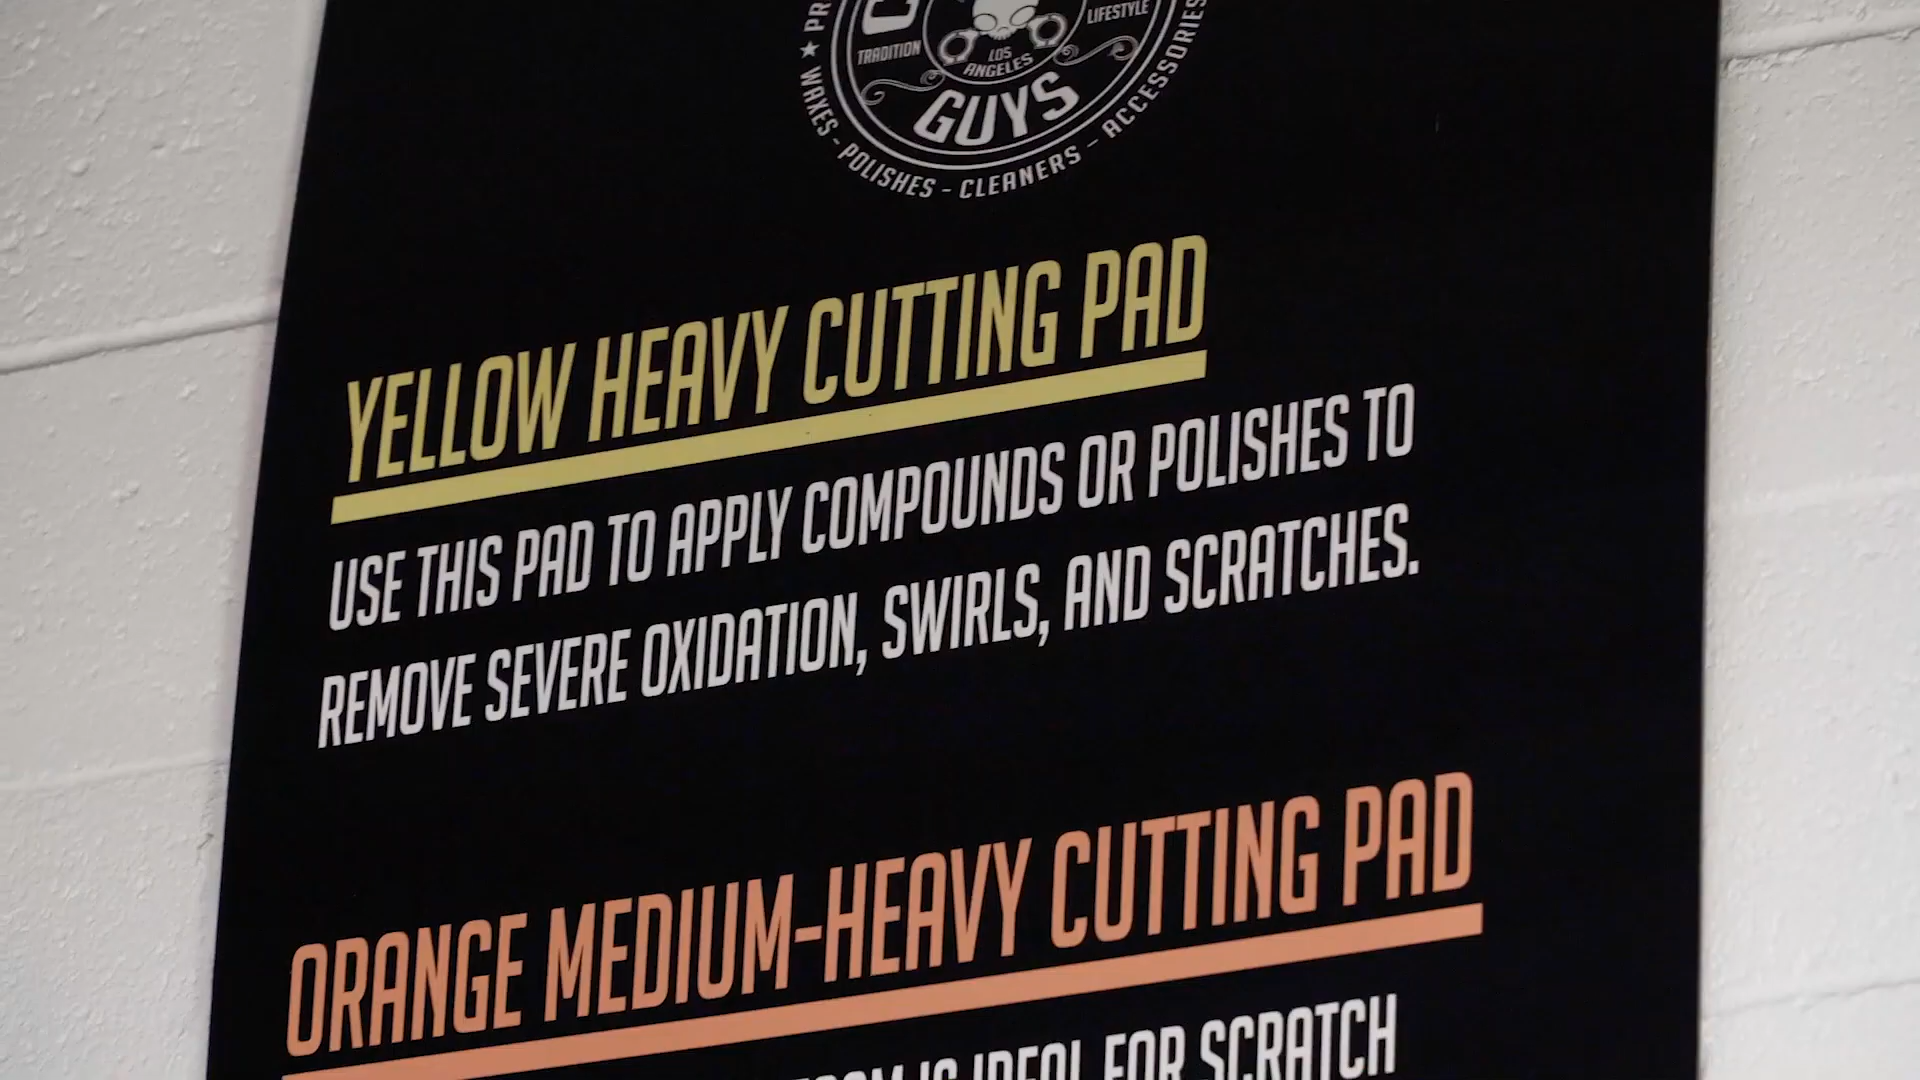 TRADITION
LIFESTYLE
LOS
ANGELES
GUYS
WAXES - POLISHES - CLEANERS - ACCESSORIES
YELLOW HEAVY CUTTING PAD
USE THIS PAD TO APPLY COMPOUNDS OR POLISHES TO
REMOVE SEVERE OXIDATION, SWIRLS, AND SCRATCHES.
ORANGE MEDIUM-HEAVY CUTTING PAD
IS IDEAL FOR SCRATCH